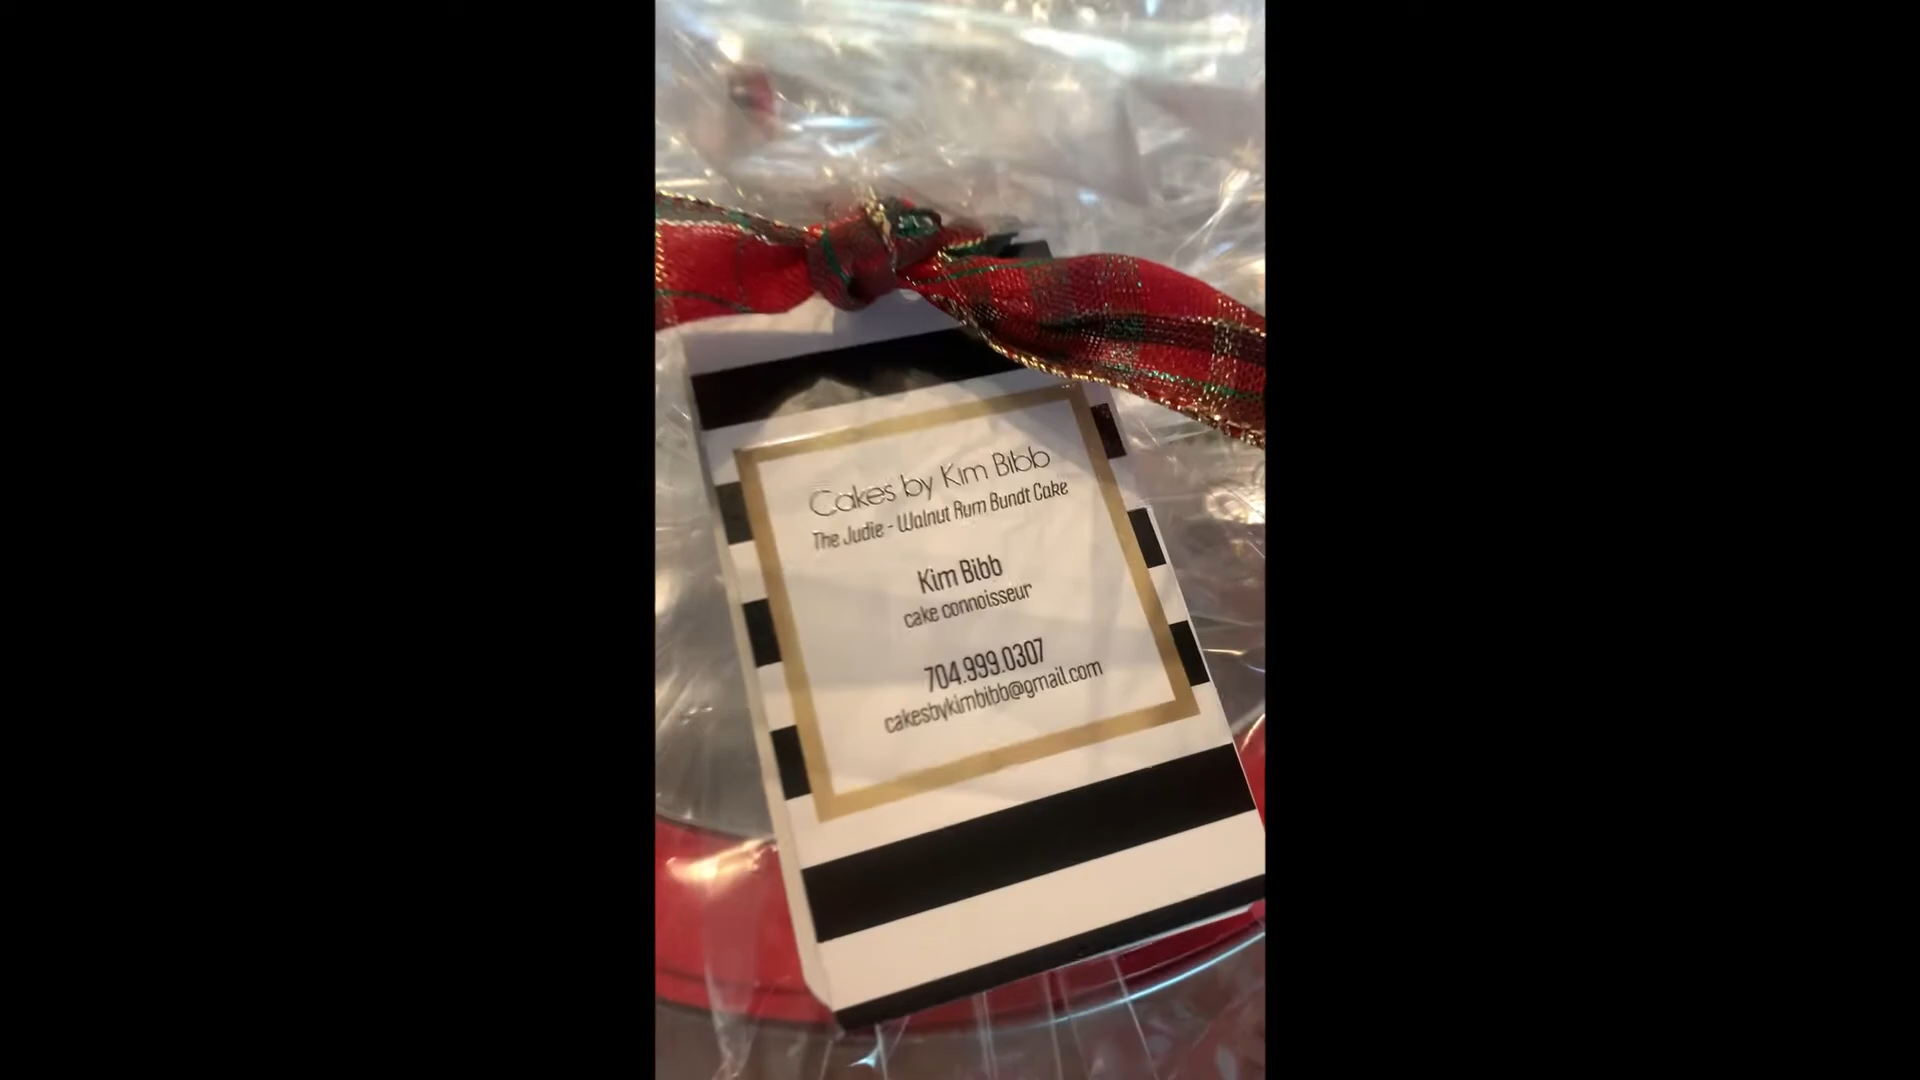 Cakes by Kim Bibb
The Judie - Walnut Rum Bundt Cake
Kim Bibb
cake connoisseur
704.999.0307
cakesbykimbibb@gmail.com